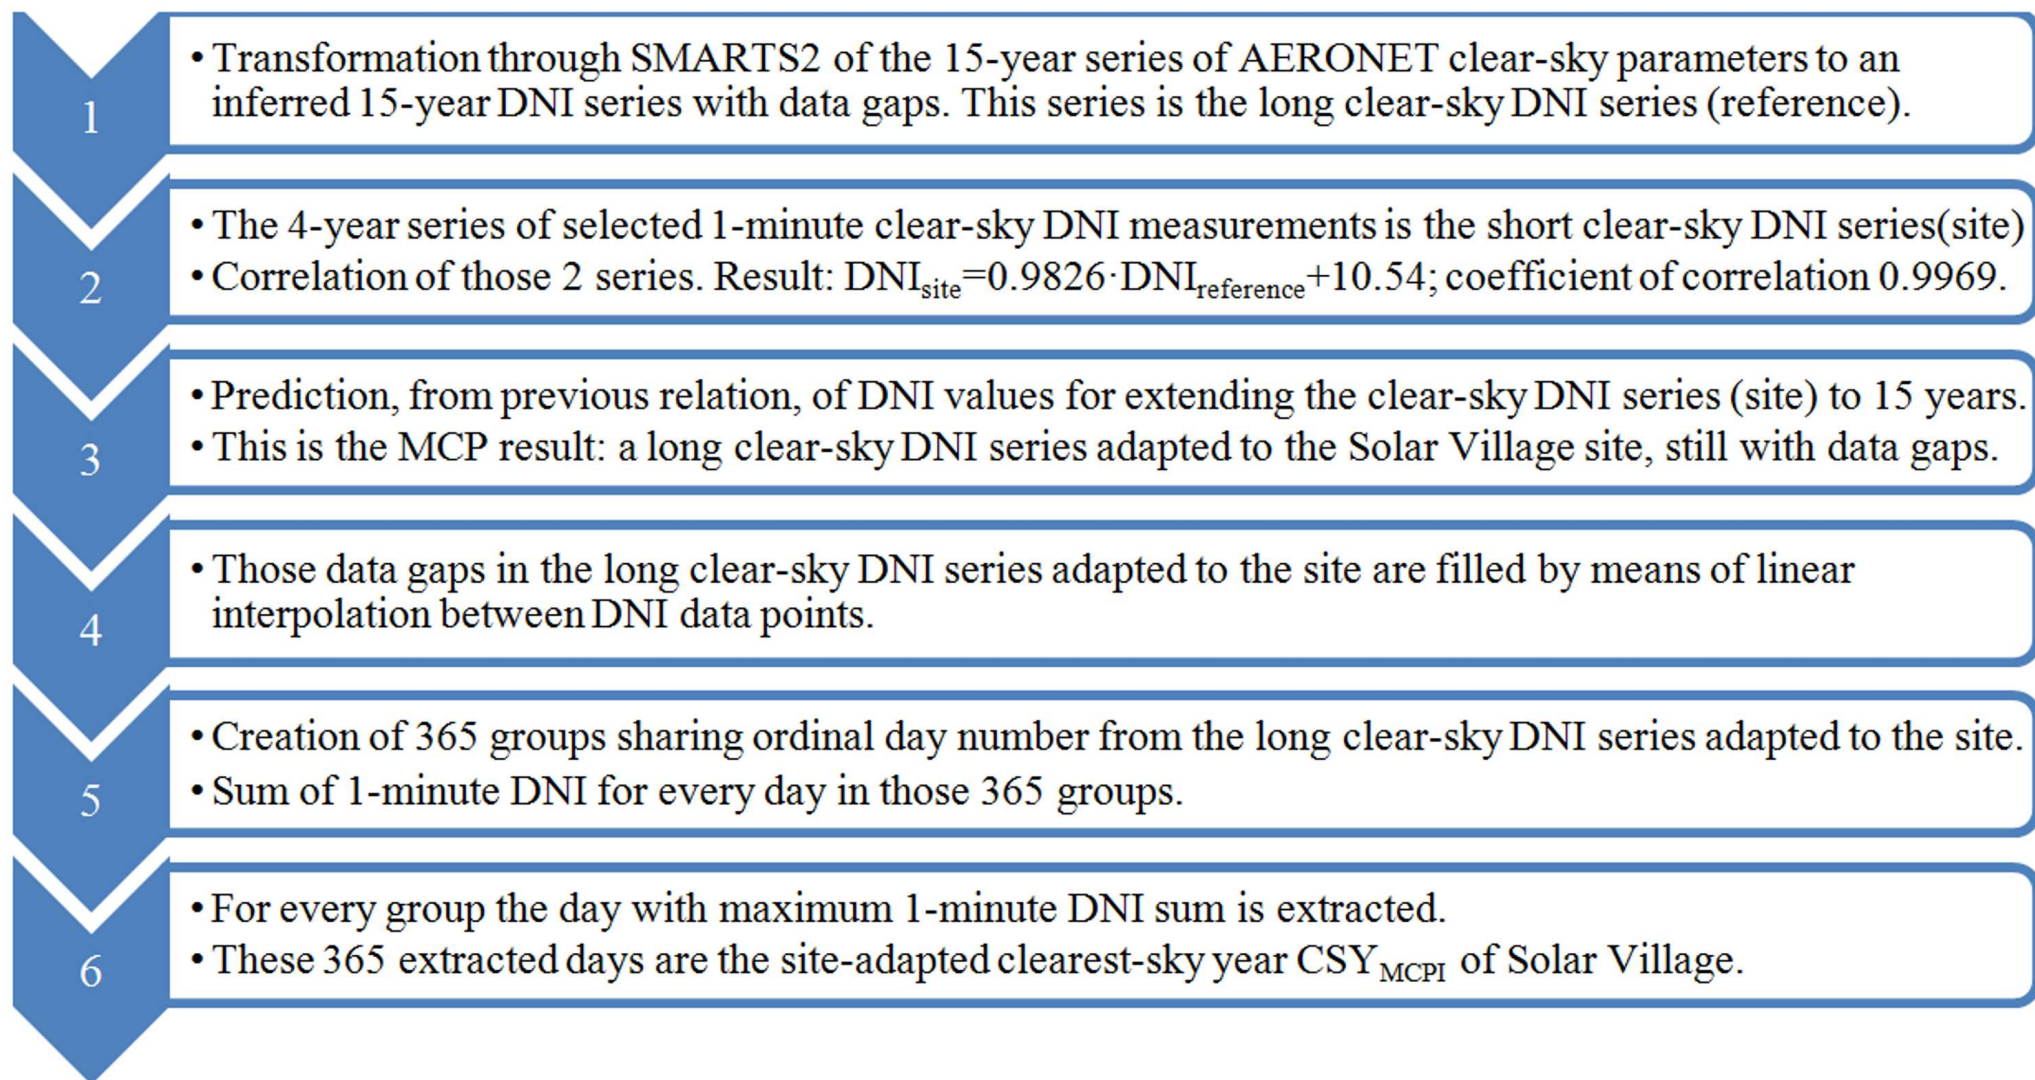 1
• Transformation through SMARTS2 of the 15-year series of AERONET clear-sky parameters to an
inferred 15-year DNI series with data gaps. This series is the long clear-sky DNI series (reference).
2
• The 4-year series of selected 1-minute clear-sky DNI measurements is the short clear-sky DNI series(site)
• Correlation of those 2 series. Result: DNIsite=0.9826·DNIreference+10.54; coefficient of correlation 0.9969.
3
• Prediction, from previous relation, of DNI values for extending the clear-sky DNI series (site) to 15 years.
• This is the MCP result: a long clear-sky DNI series adapted to the Solar Village site, still with data gaps.
4
• Those data gaps in the long clear-sky DNI series adapted to the site are filled by means of linear
interpolation between DNI data points.
5
• Creation of 365 groups sharing ordinal day number from the long clear-sky DNI series adapted to the site.
• Sum of 1-minute DNI for every day in those 365 groups.
6
• For every group the day with maximum 1-minute DNI sum is extracted.
• These 365 extracted days are the site-adapted clearest-sky year CSYMCPI of Solar Village.